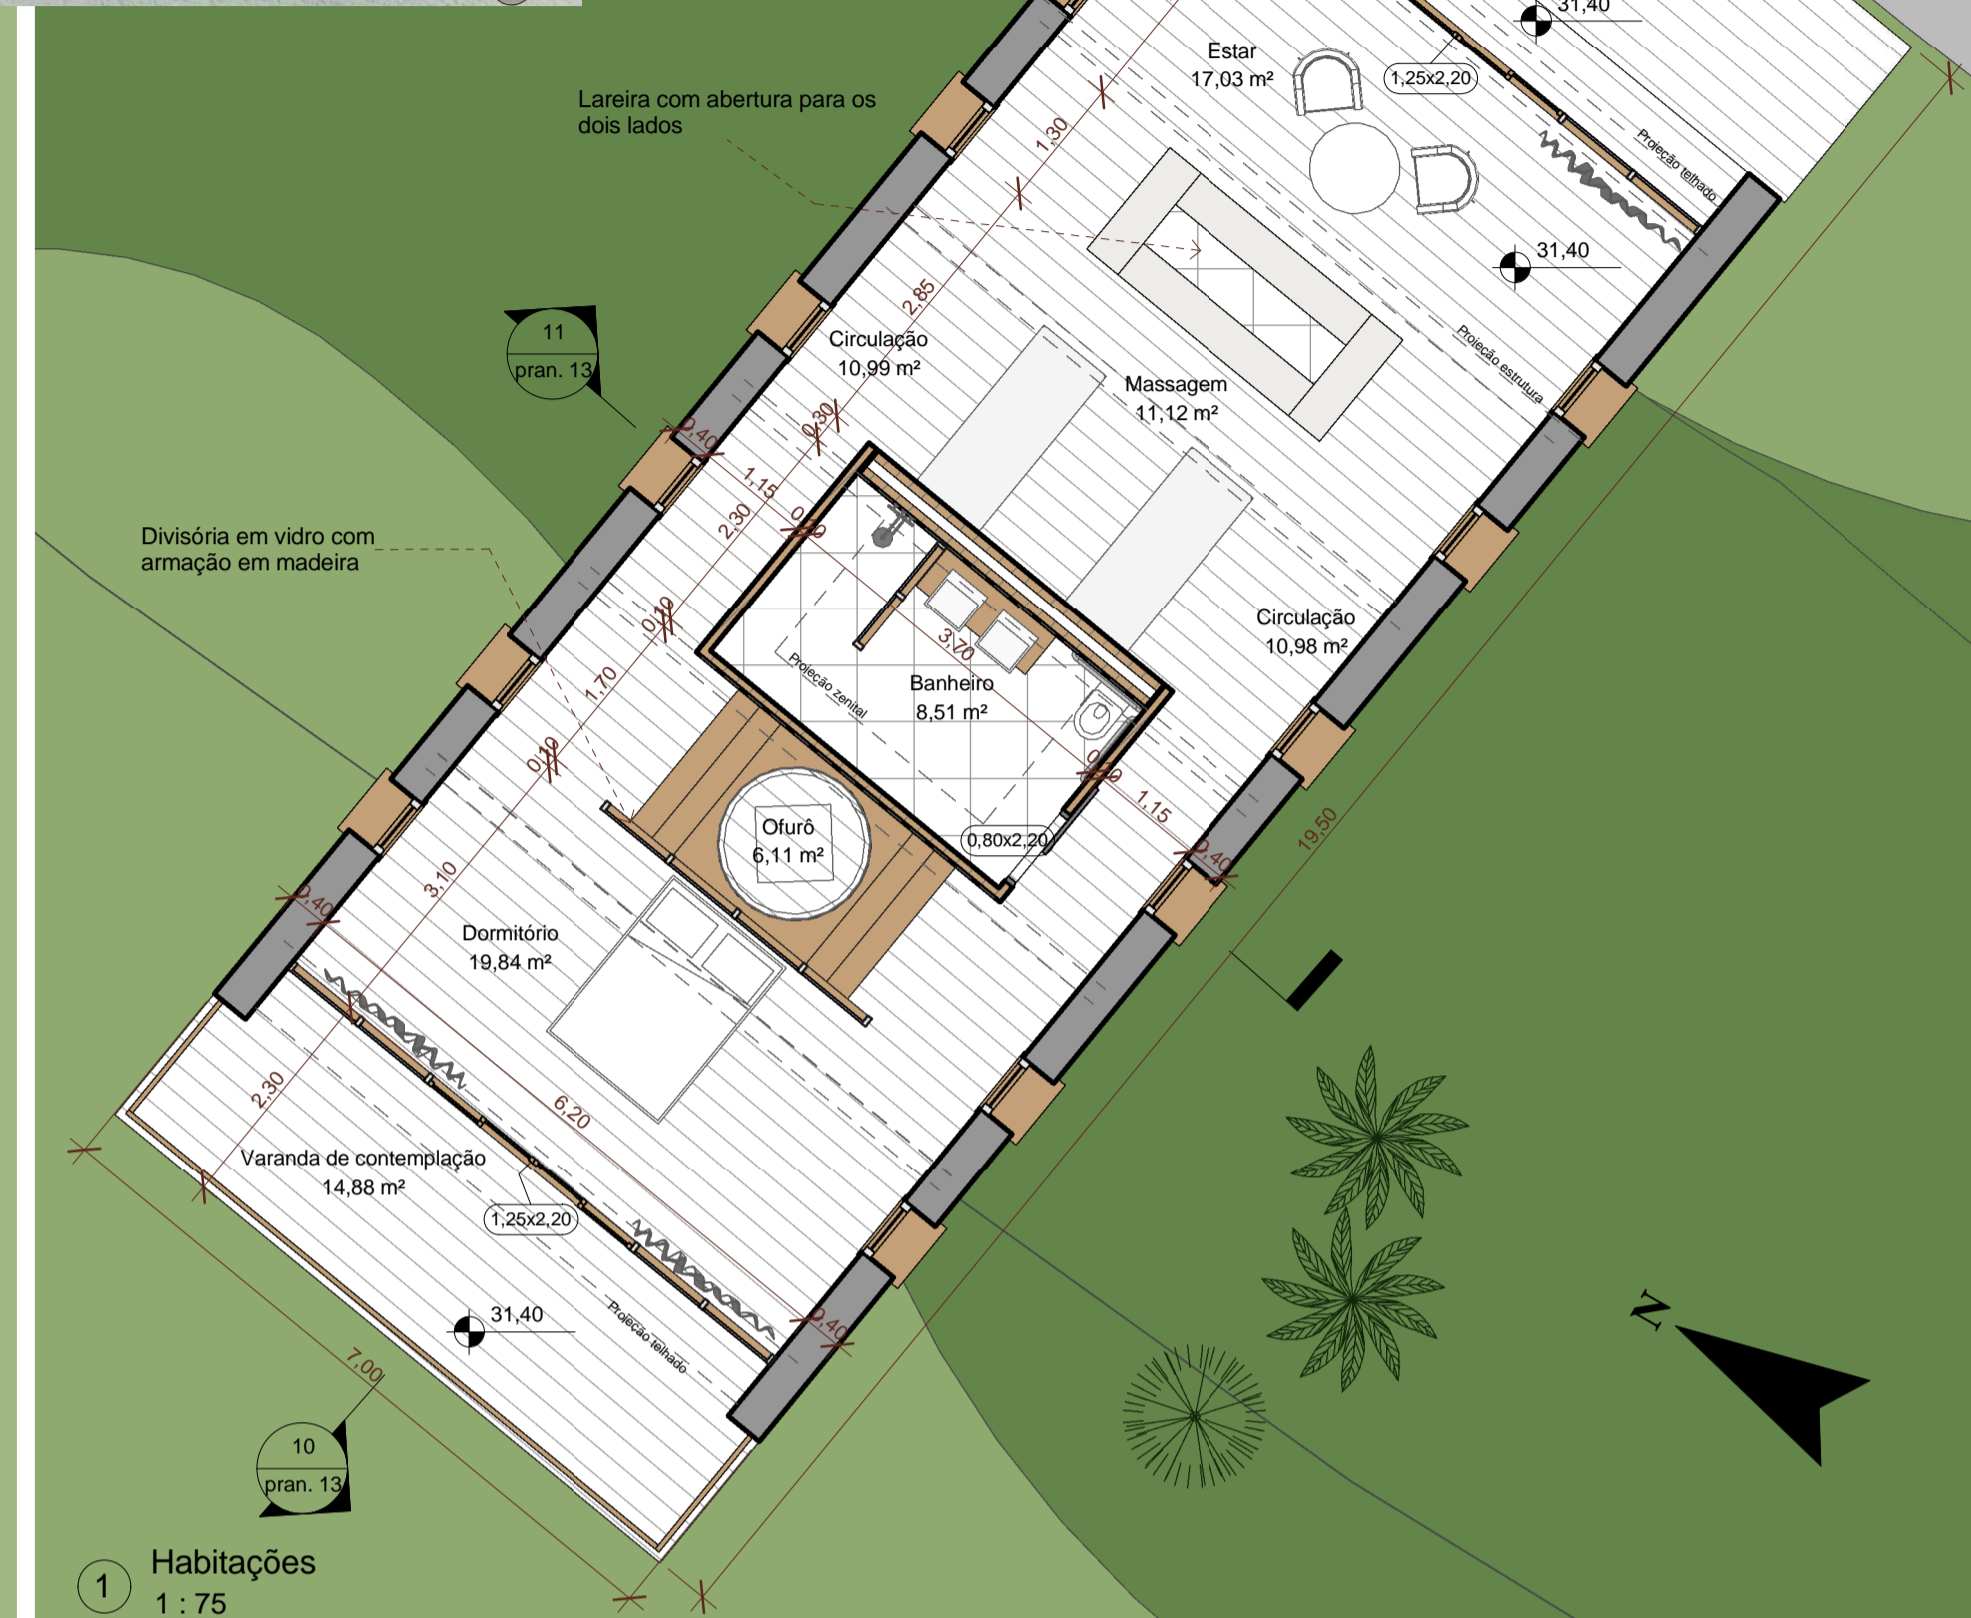 31,40
Estar
17,03 m²
1,25x2,20
Lareira com abertura para os
dois lados
1,30
Projeção telhado
31,40
2,85
Circulação
10,99 m²
11
pran. 13
Projeção estrutura
Massagem
11,12 m²
0,30
0,40
1,15
0,10
2,30
Divisória em vidro com
armação em madeira
Circulação
10,98 m²
3,70
0,10
Projeção zenital
Banheiro
8,51 m²
1,70
0,10
0,10
1,15
0,40
19,50
Ofurô
6,11 m²
0,80x2,20
3,10
0,40
Dormitório
19,84 m²
2,30
6,20
Varanda de contemplação
14,88 m²
1,25x2,20
31,40
Projeção telhado
0,40
7,00
N
10
pran. 13
1
Habitações
1 : 75